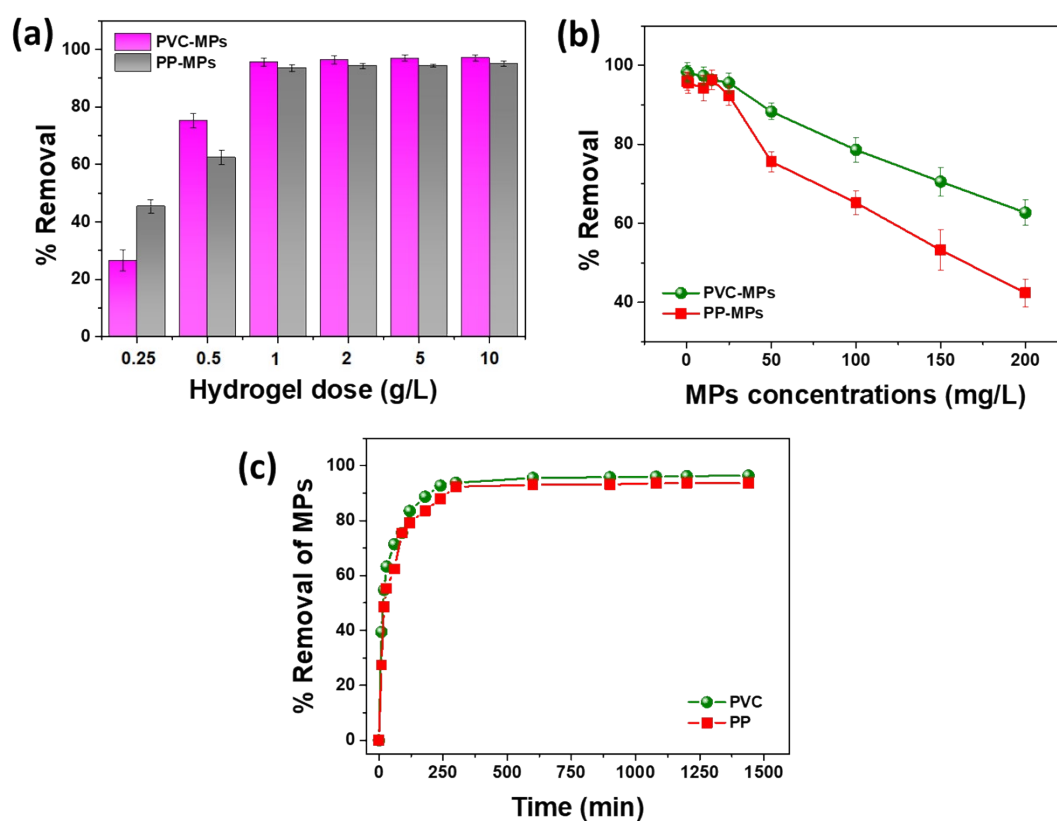 (a)
PVC-MPs
PP-MPs
100
80
60
40
20
0
% Removal
0.25 0.5 1 2 5 10
Hydrogel dose (g/L)
(b)
100
80
60
40
% Removal
PVC-MPs
PP-MPs
0 50 100 150 200
MPs concentrations (mg/L)
(c)
100
80
60
40
20
0
% Removal of MPs
PVC
PP
0 250 500 750 1000 1250 1500
Time (min)